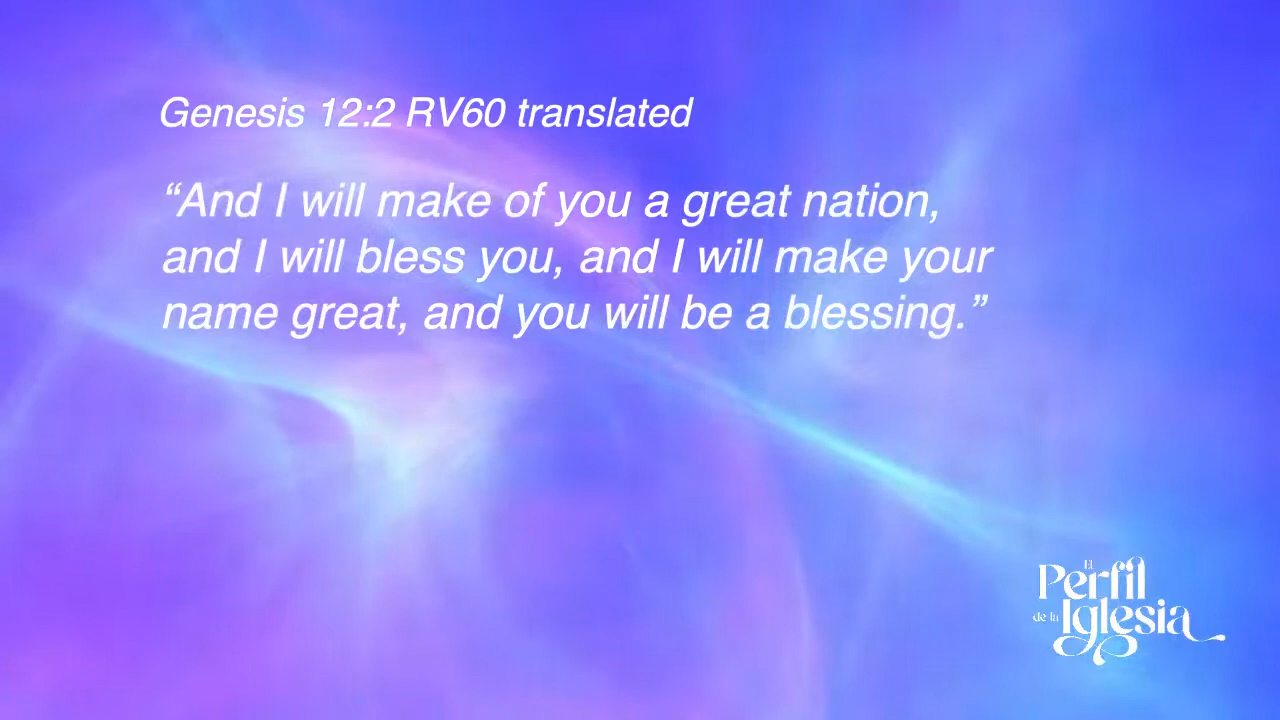 Genesis 12:2 RV60 translated
“And I will make of you a great nation,
and I will bless you, and I will make your
name great, and you will be a blessing.”
El
Perfil
de la Iglesia